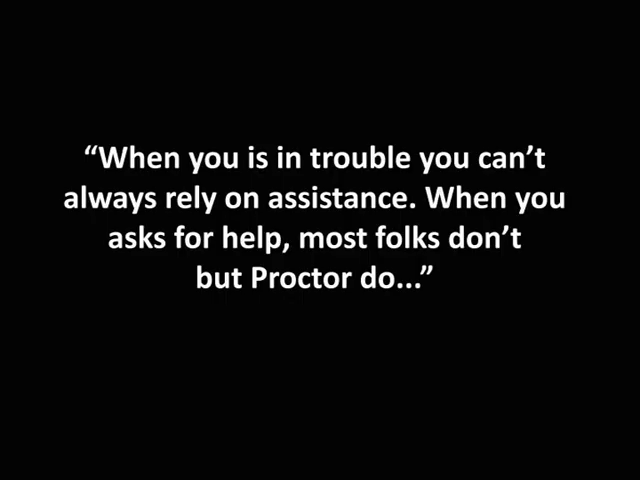 “When you is in trouble you can’t
always rely on assistance. When you
asks for help, most folks don’t
but Proctor do...”